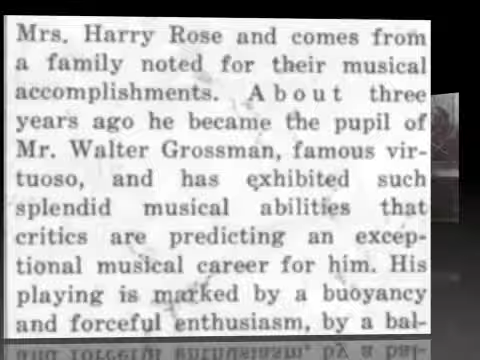 Mrs. Harry Rose and comes from
a family noted for their musical
accomplishments. About three
years ago he became the pupil of
Mr. Walter Grossman, famous vir-
tuoso, and has exhibited such
splendid musical abilities that
critics are predicting an excep-
tional musical career for him. His
playing is marked by a buoyancy
and forceful enthusiasm, by a bal-